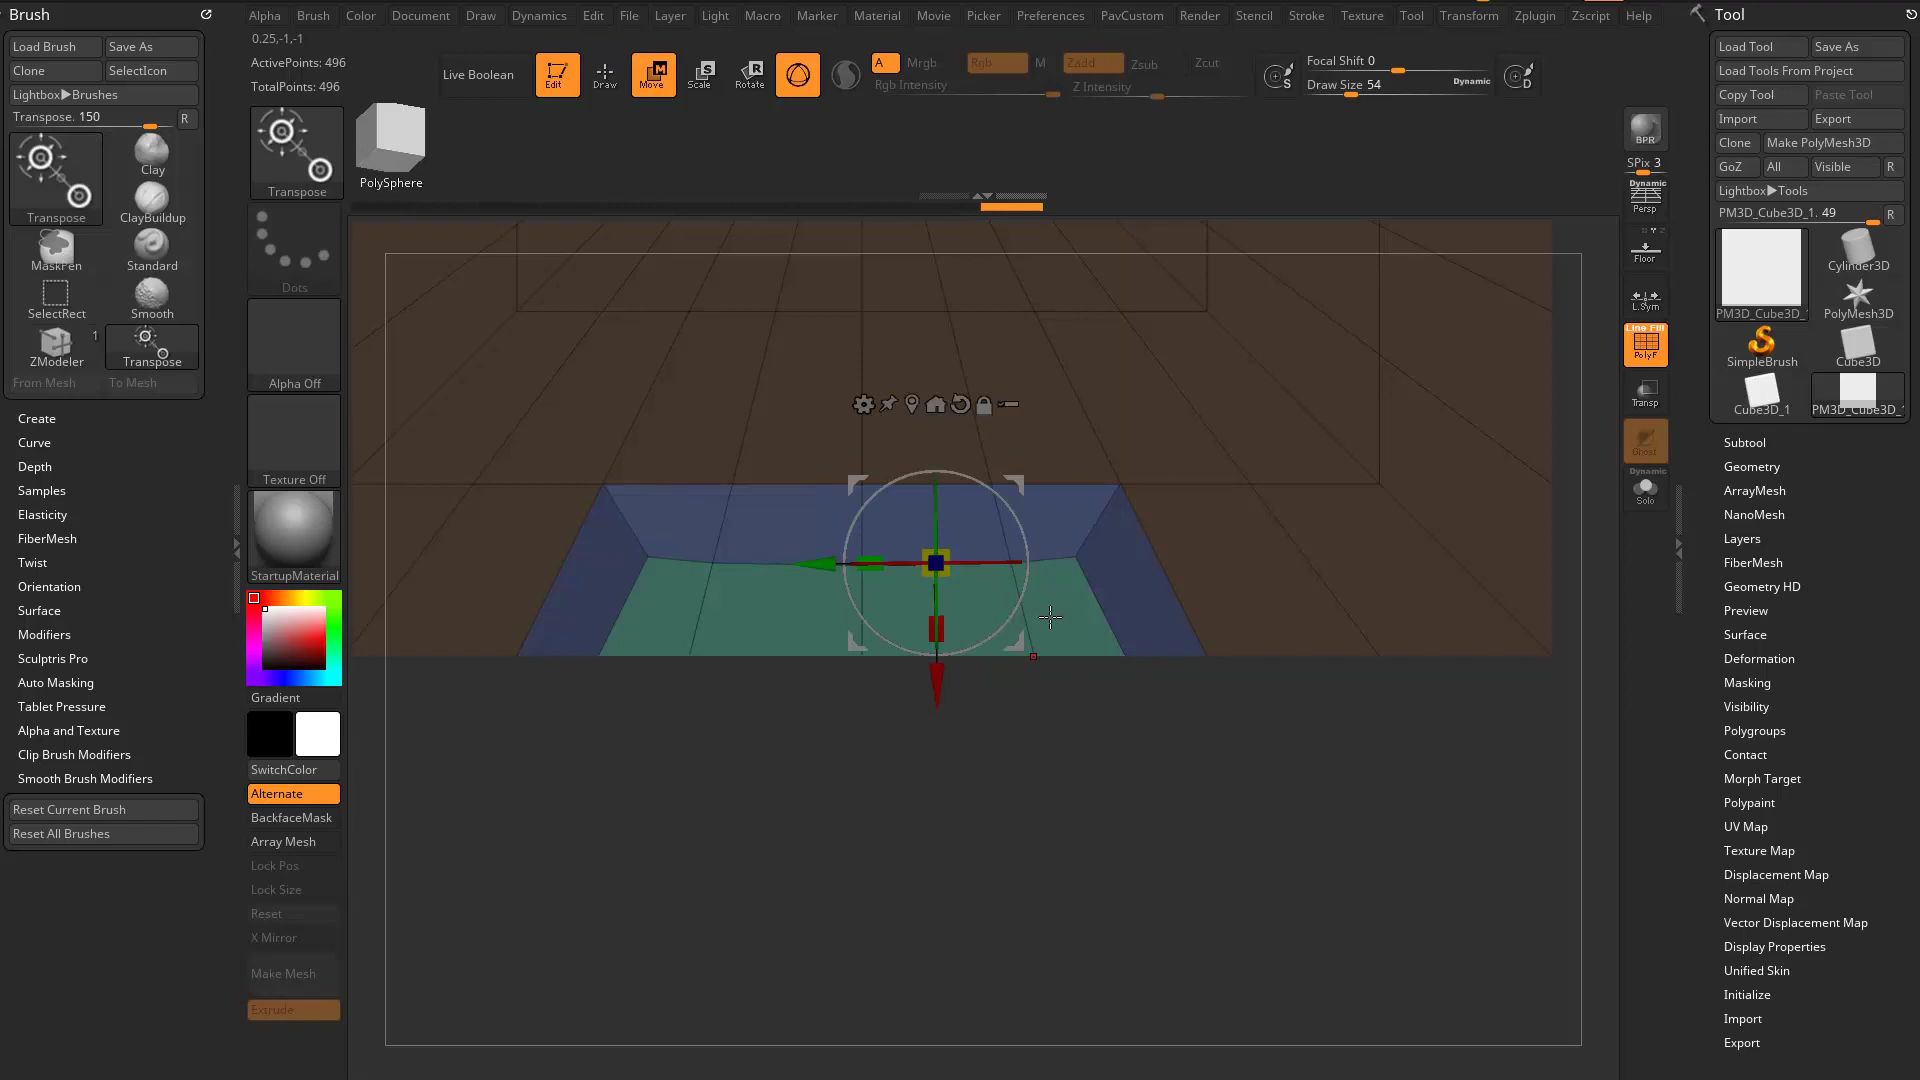 Brush
Alpha Brush Color Document Draw Dynamics Edit File Layer Light Macro Marker Material Movie Picker Preferences PavCustom Render Stencil Stroke Texture Tool Transform Zplugin Zscript Help
Tool
0.25,-1,-1
ActivePoints: 496
TotalPoints: 496
Load Brush Save As
Clone SelectIcon
Lightbox▶Brushes
Transpose. 150 R
Transpose
Clay
ClayBuildup
MaskPen Standard
SelectRect Smooth
ZModeler 1 Transpose
From Mesh To Mesh
Create
Curve
Depth
Samples
Elasticity
FiberMesh
Twist
Orientation
Surface
Modifiers
Sculptris Pro
Auto Masking
Tablet Pressure
Alpha and Texture
Clip Brush Modifiers
Smooth Brush Modifiers
Reset Current Brush
Reset All Brushes
Transpose
Dots
Alpha Off
Texture Off
StartupMaterial
Gradient
SwitchColor
Alternate
BackfaceMask
Array Mesh
Lock Pos
Lock Size
Reset
X Mirror
Make Mesh
Extrude
PolySphere
Live Boolean
Edit
Draw
M
Move
S
Scale
R
Rotate
A Mrgb Rgb M Zadd Zsub Zcut
Rgb Intensity Z Intensity
S
Focal Shift 0
Draw Size 54 Dynamic
D
BPR
SPix 3
Dynamic
Persp
Floor
L.Sym
Line Fill
PolyF
Transp
Ghost
Dynamic
Solo
Load Tool Save As
Load Tools From Project
Copy Tool Paste Tool
Import Export
Clone Make PolyMesh3D
GoZ All Visible R
Lightbox▶Tools
PM3D_Cube3D_1. 49 R
PM3D_Cube3D_
Cylinder3D
PolyMesh3D
SimpleBrush Cube3D
Cube3D_1 PM3D_Cube3D_
Subtool
Geometry
ArrayMesh
NanoMesh
Layers
FiberMesh
Geometry HD
Preview
Surface
Deformation
Masking
Visibility
Polygroups
Contact
Morph Target
Polypaint
UV Map
Texture Map
Displacement Map
Normal Map
Vector Displacement Map
Display Properties
Unified Skin
Initialize
Import
Export